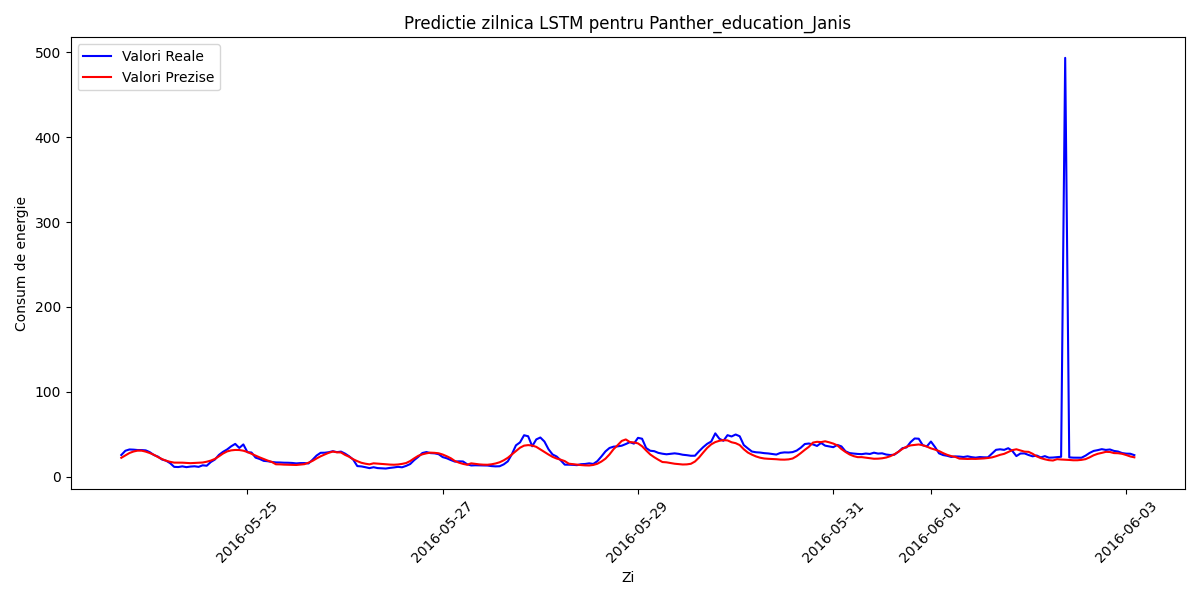 Predictie zilnica LSTM pentru Panther_education_Janis
Valori Reale
Valori Prezise
500
400
300
200
100
0
Consum de energie
2016-05-25
2016-05-27
2016-05-29
2016-05-31
2016-06-01
2016-06-03
Zi